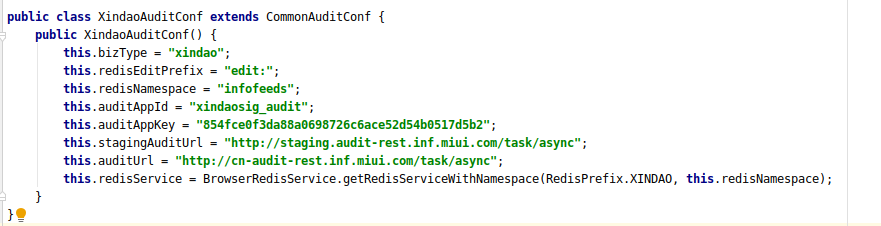 public class XindaoAuditConf extends CommonAuditConf {
    public XindaoAuditConf() {
        this.bizType = "xindao";
        this.redisEditPrefix = "edit:";
        this.redisNamespace = "infofeeds";
        this.auditAppId = "xindaosig_audit";
        this.auditAppKey = "854fce0f3da88a0698726c6ace52d54b0517d5b2";
        this.stagingAuditUrl = "http://staging.audit-rest.inf.miui.com/task/async";
        this.auditUrl = "http://cn-audit-rest.inf.miui.com/task/async";
        this.redisService = BrowserRedisService.getRedisServiceWithNamespace(RedisPrefix.XINDAO, this.redisNamespace);
    }
}